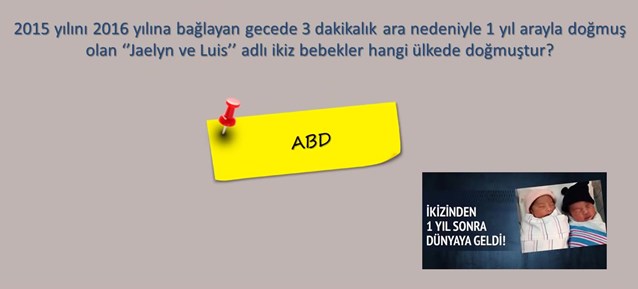 2015 yılını 2016 yılına bağlayan gecede 3 dakikalık ara nedeniyle 1 yıl arayla doğmuş
olan ‘’Jaelyn ve Luis’’ adlı ikiz bebekler hangi ülkede doğmuştur?
ABD
İKİZİNDEN
1 YIL SONRA
DÜNYAYA GELDİ!